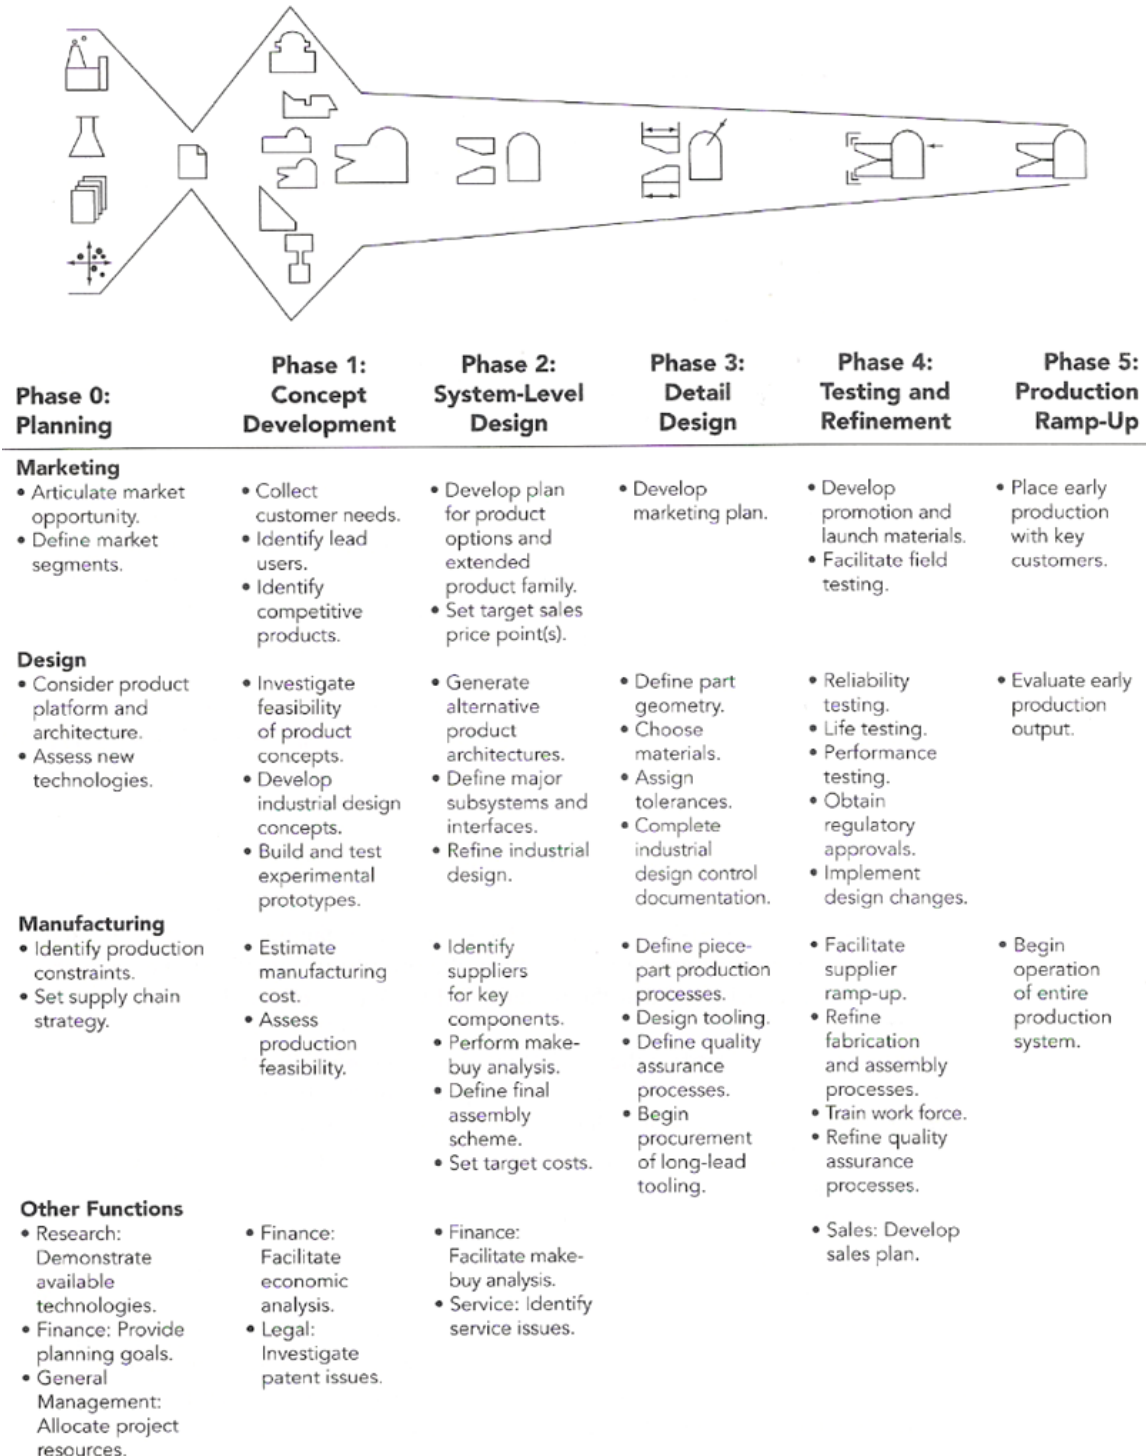 Phase 0:
Planning
Phase 1:
Concept
Development
Phase 2:
System-Level
Design
Phase 3:
Detail
Design
Phase 4:
Testing and
Refinement
Phase 5:
Production
Ramp-Up
Marketing
• Articulate market
opportunity.
• Define market
segments.
• Collect
customer needs.
• Identify lead
users.
• Identify
competitive
products.
• Develop plan
for product
options and
extended
product family.
• Set target sales
price point(s).
• Develop
marketing plan.
• Develop
promotion and
launch materials.
• Facilitate field
testing.
• Place early
production
with key
customers.
Design
• Consider product
platform and
architecture.
• Assess new
technologies.
• Investigate
feasibility
of product
concepts.
• Develop
industrial design
concepts.
• Build and test
experimental
prototypes.
• Generate
alternative
product
architectures.
• Define major
subsystems and
interfaces.
• Refine industrial
design.
• Define part
geometry.
• Choose
materials.
• Assign
tolerances.
• Complete
industrial
design control
documentation.
• Reliability
testing.
• Life testing.
• Performance
testing.
• Obtain
regulatory
approvals.
• Implement
design changes.
• Evaluate early
production
output.
Manufacturing
• Identify production
constraints.
• Set supply chain
strategy.
• Estimate
manufacturing
cost.
• Assess
production
feasibility.
• Identify
suppliers
for key
components.
• Perform make-
buy analysis.
• Define final
assembly
scheme.
• Set target costs.
• Define piece-
part production
processes.
• Design tooling.
• Define quality
assurance
processes.
• Begin
procurement
of long-lead
tooling.
• Facilitate
supplier
ramp-up.
• Refine
fabrication
and assembly
processes.
• Train work force.
• Refine quality
assurance
processes.
• Begin
operation
of entire
production
system.
Other Functions
• Research:
Demonstrate
available
technologies.
• Finance: Provide
planning goals.
• General
Management:
Allocate project
resources.
• Finance:
Facilitate
economic
analysis.
• Legal:
Investigate
patent issues.
• Finance:
Facilitate make-
buy analysis.
• Service: Identify
service issues.
• Sales: Develop
sales plan.